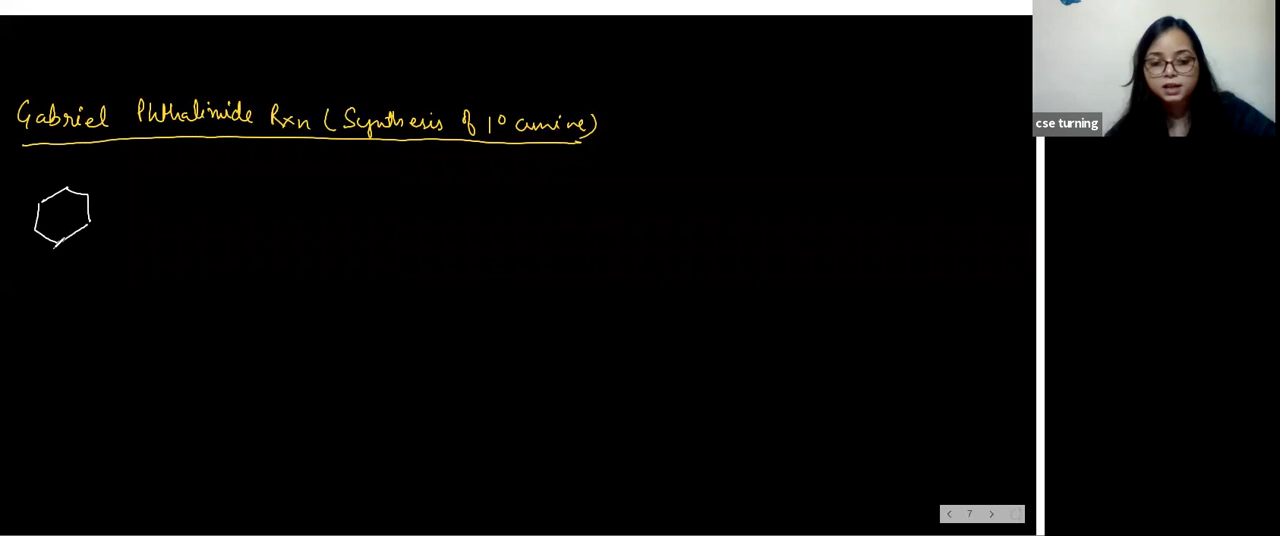 Gabriel Phthalimide Rxn (Synthesis of 1° amine)
cse turning
< 7 >